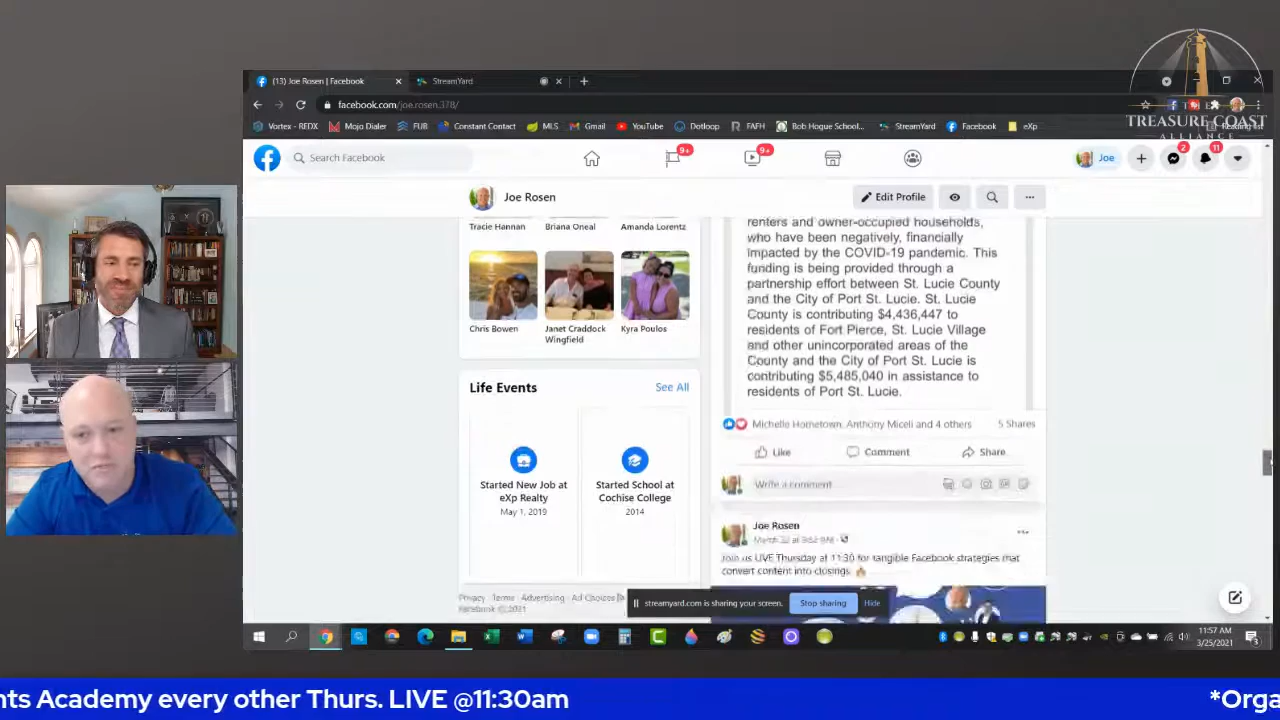 TREASURE COAST
ALLIANCE
(13) Joe Rosen | Facebook
StreamYard
facebook.com/joe.rosen.378/
Vortex - REDX
Mojo Dialer
FUB
Constant Contact
MLS
Gmail
YouTube
Dotloop
FAFH
Bob Hogue School...
StreamYard
Facebook
eXp
Search Facebook
9+
9+
Joe
2
11
Joe Rosen
Edit Profile
Tracie Hannan
Briana Oneal
Amanda Lorentz
Chris Bowen
Janet Craddock
Wingfield
Kyra Poulos
Life Events
See All
Started New Job at
eXp Realty
May 1, 2019
Started School at
Cochise College
2014
Privacy · Terms · Advertising · Ad Choices
Facebook © 2021
renters and owner-occupied households,
who have been negatively, financially
impacted by the COVID-19 pandemic. This
funding is being provided through a
partnership effort between St. Lucie County
and the City of Port St. Lucie. St. Lucie
County is contributing $4,436,447 to
residents of Fort Pierce, St. Lucie Village
and other unincorporated areas of the
County and the City of Port St. Lucie is
contributing $5,485,040 in assistance to
residents of Port St. Lucie.
Michelle Hometown, Anthony Miceli and 4 others
5 Shares
Like
Comment
Share
Write a comment...
Joe Rosen
Join us LIVE Thursday at 11:30 for tangible Facebook strategies that
convert content into closings
streamyard.com is sharing your screen.
Stop sharing
Hide
11:57 AM
3/25/2021
nts Academy every other Thurs. LIVE @11:30am
*Orga